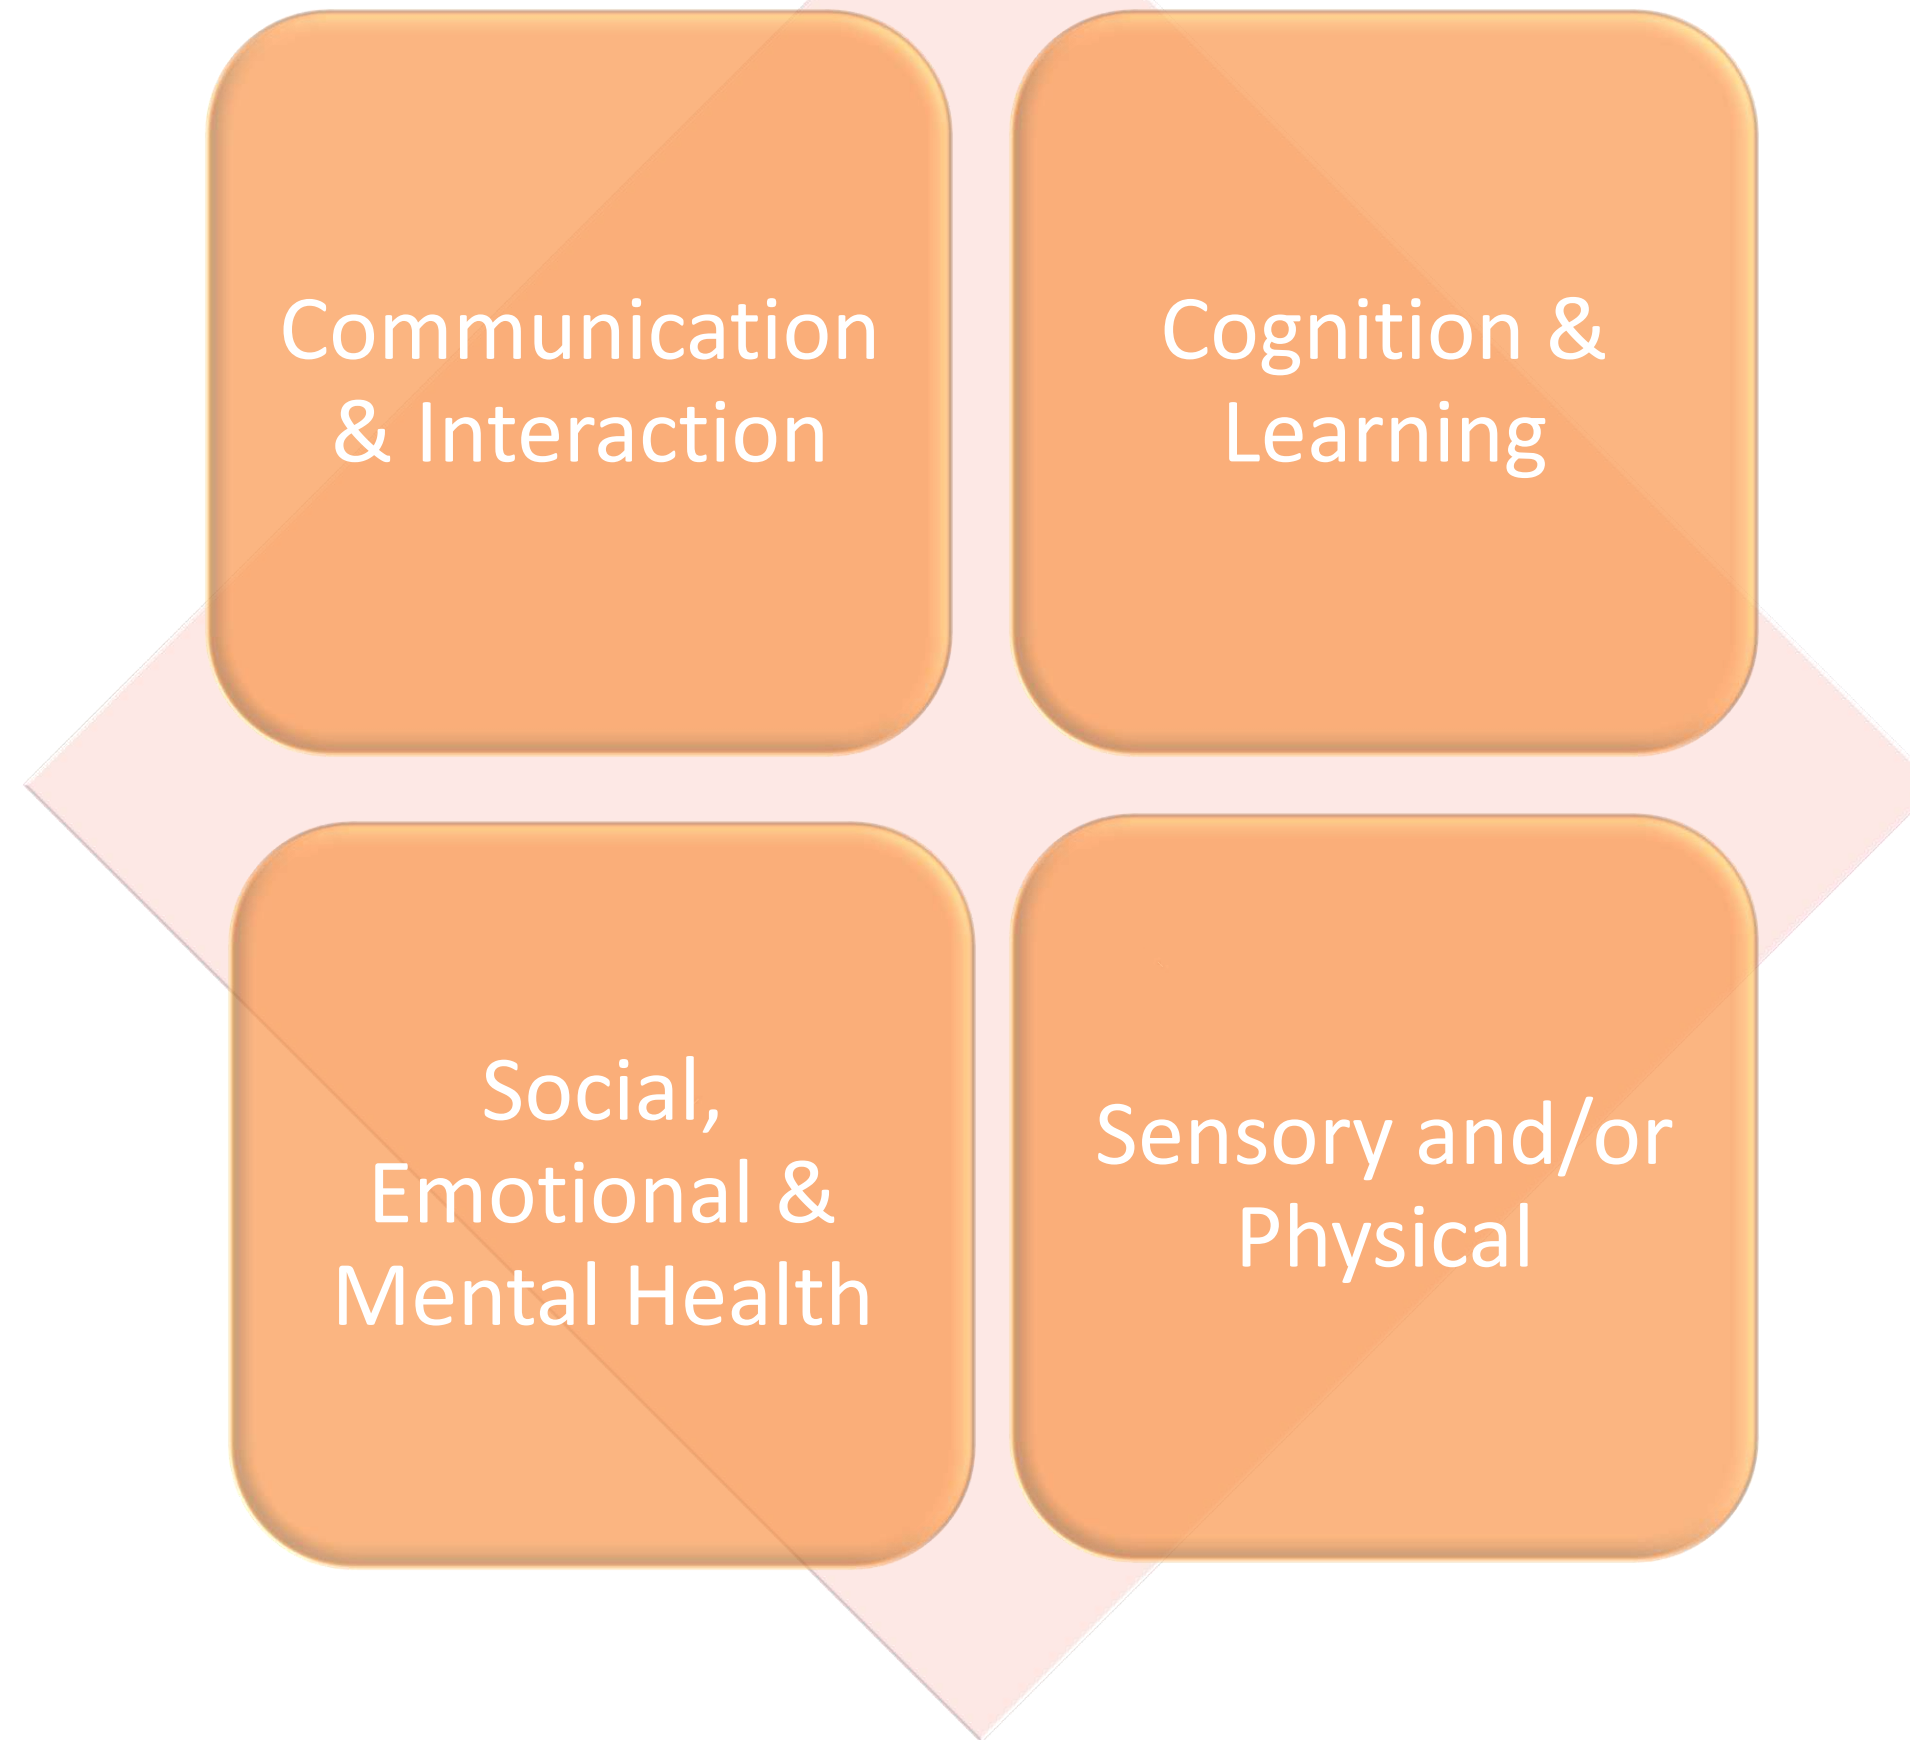 Communication
& Interaction
Cognition &
Learning
Social,
Emotional &
Mental Health
Sensory and/or
Physical